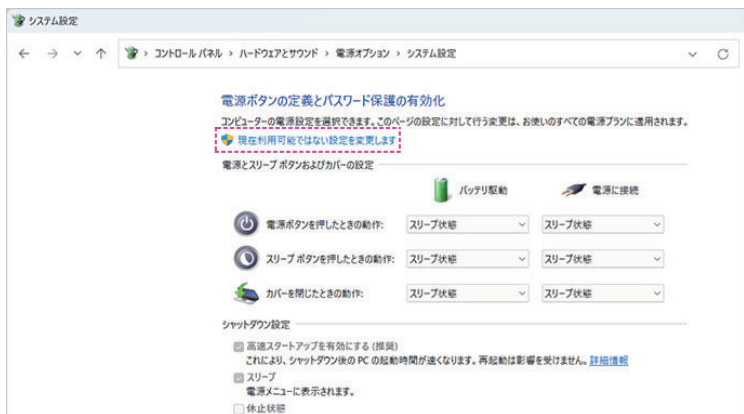 システム設定
コントロール パネル › ハードウェアとサウンド › 電源オプション › システム設定
電源ボタンの定義とパスワード保護の有効化
コンピューターの電源設定を選択できます。このページの設定に対して行う変更は、お使いのすべての電源プランに適用されます。
現在利用可能ではない設定を変更します
電源とスリープ ボタンおよびカバーの設定
バッテリ駆動 電源に接続
電源ボタンを押したときの動作: スリープ状態 スリープ状態
スリープ ボタンを押したときの動作: スリープ状態 スリープ状態
カバーを閉じたときの動作: スリープ状態 スリープ状態
シャットダウン設定
高速スタートアップを有効にする (推奨)
これにより、シャットダウン後の PC の起動時間が速くなります。再起動は影響を受けません。詳細情報
スリープ
電源メニューに表示されます。
休止状態